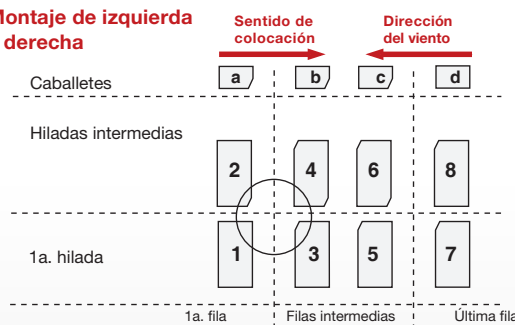 Montaje de izquierda
derecha
Sentido de
colocación
Dirección
del viento
Caballetes
a b c d
Hiladas intermedias
2 4 6 8
1a. hilada
1 3 5 7
1a. fila Filas intermedias Última fila